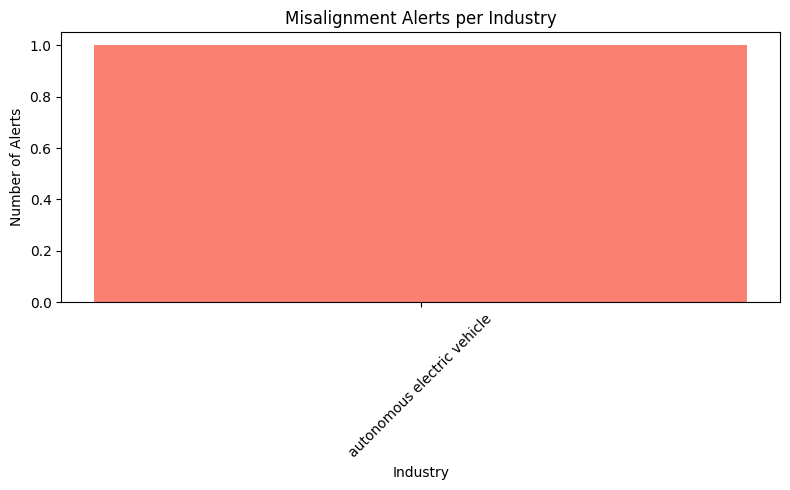 Misalignment Alerts per Industry
Number of Alerts
1.0
0.8
0.6
0.4
0.2
0.0
autonomous electric vehicle
Industry